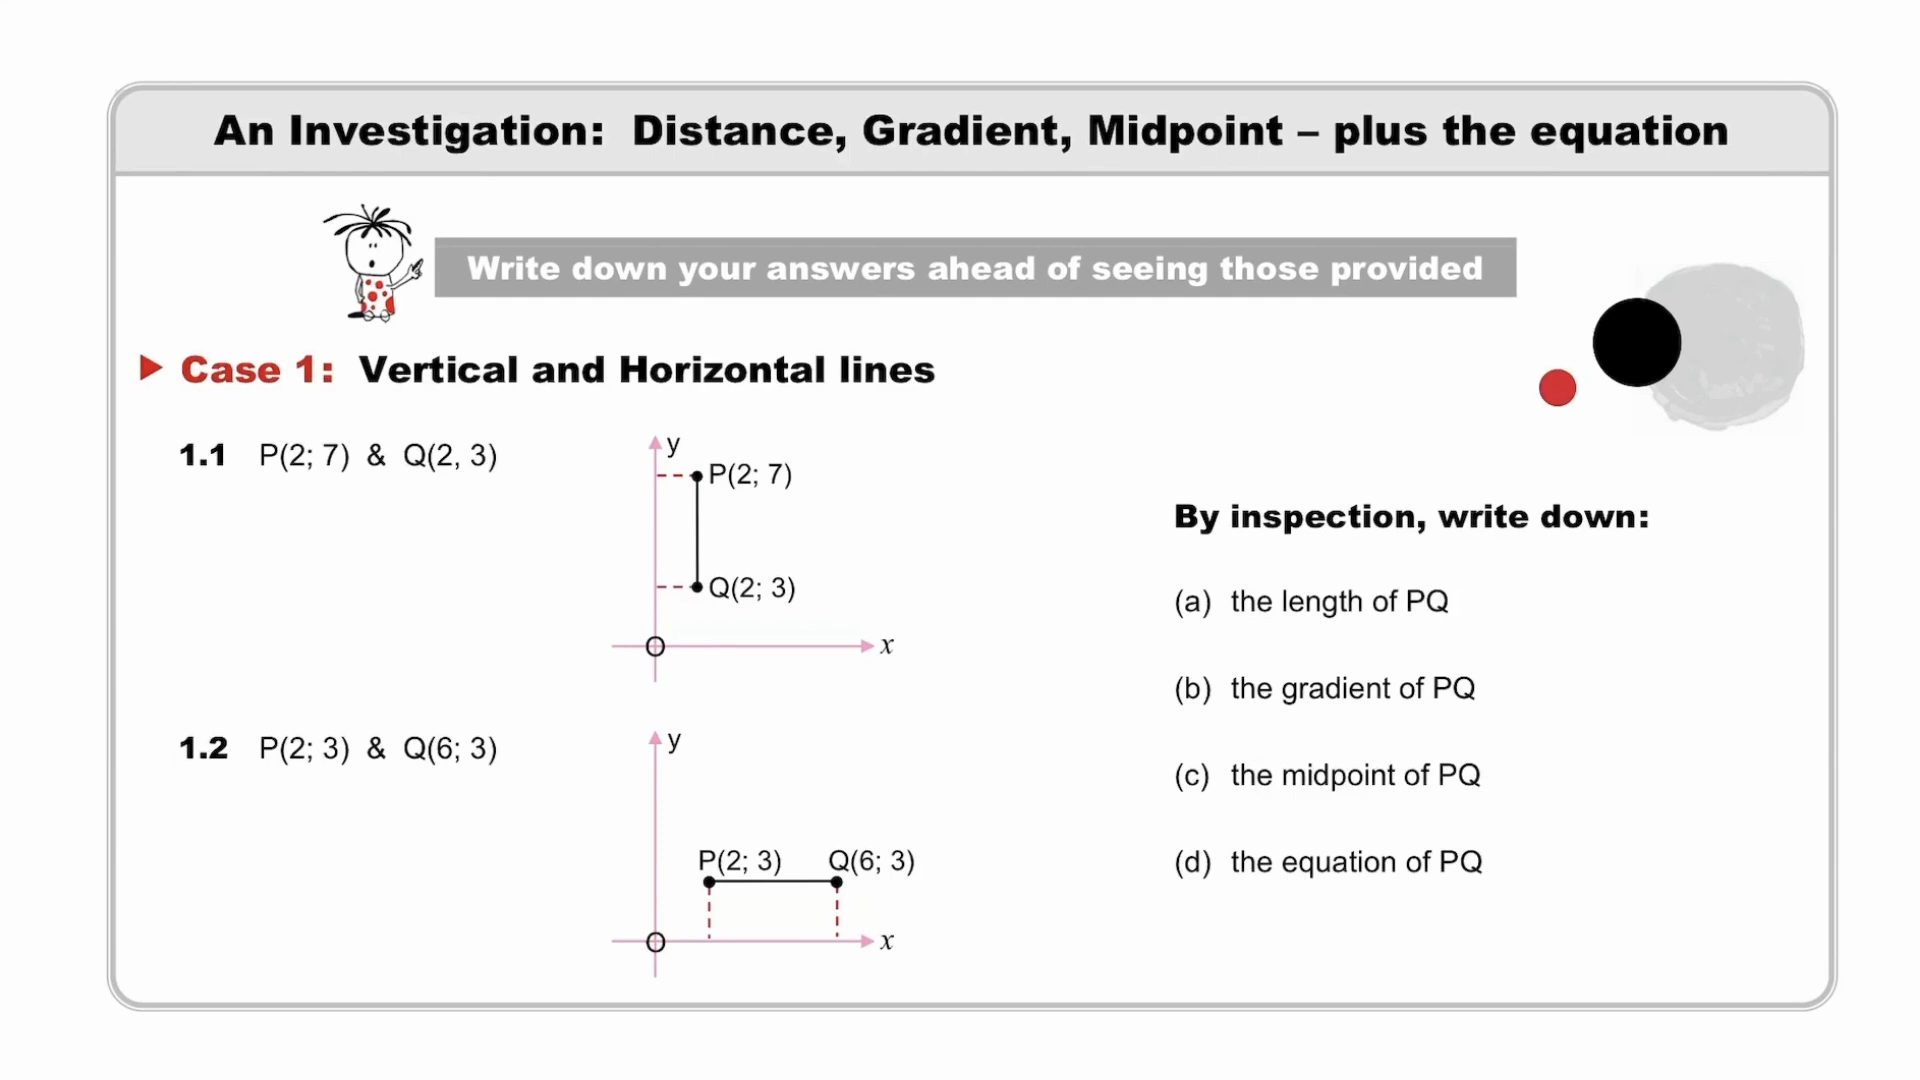 An Investigation: Distance, Gradient, Midpoint – plus the equation
Write down your answers ahead of seeing those provided
Case 1: Vertical and Horizontal lines
1.1 P(2; 7) & Q(2, 3)
y
P(2; 7)
Q(2; 3)
O
x
1.2 P(2; 3) & Q(6; 3)
y
P(2; 3) Q(6; 3)
O
x
By inspection, write down:
(a) the length of PQ
(b) the gradient of PQ
(c) the midpoint of PQ
(d) the equation of PQ